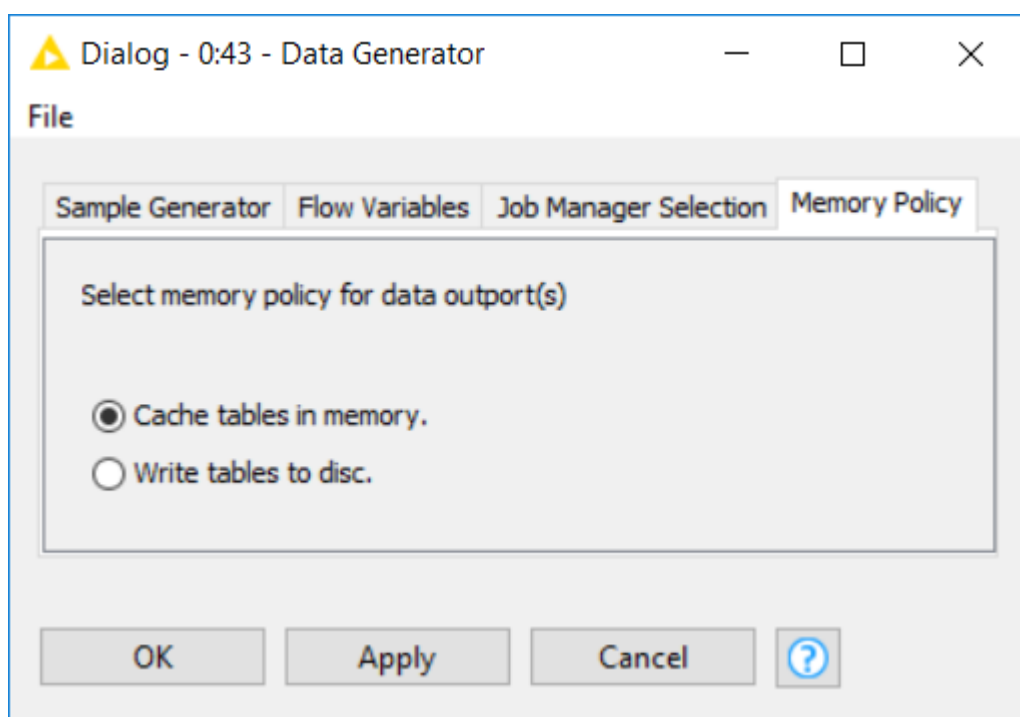 Dialog - 0:43 - Data Generator
File
Sample Generator Flow Variables Job Manager Selection Memory Policy
Select memory policy for data outport(s)
Cache tables in memory.
Write tables to disc.
OK Apply Cancel ?